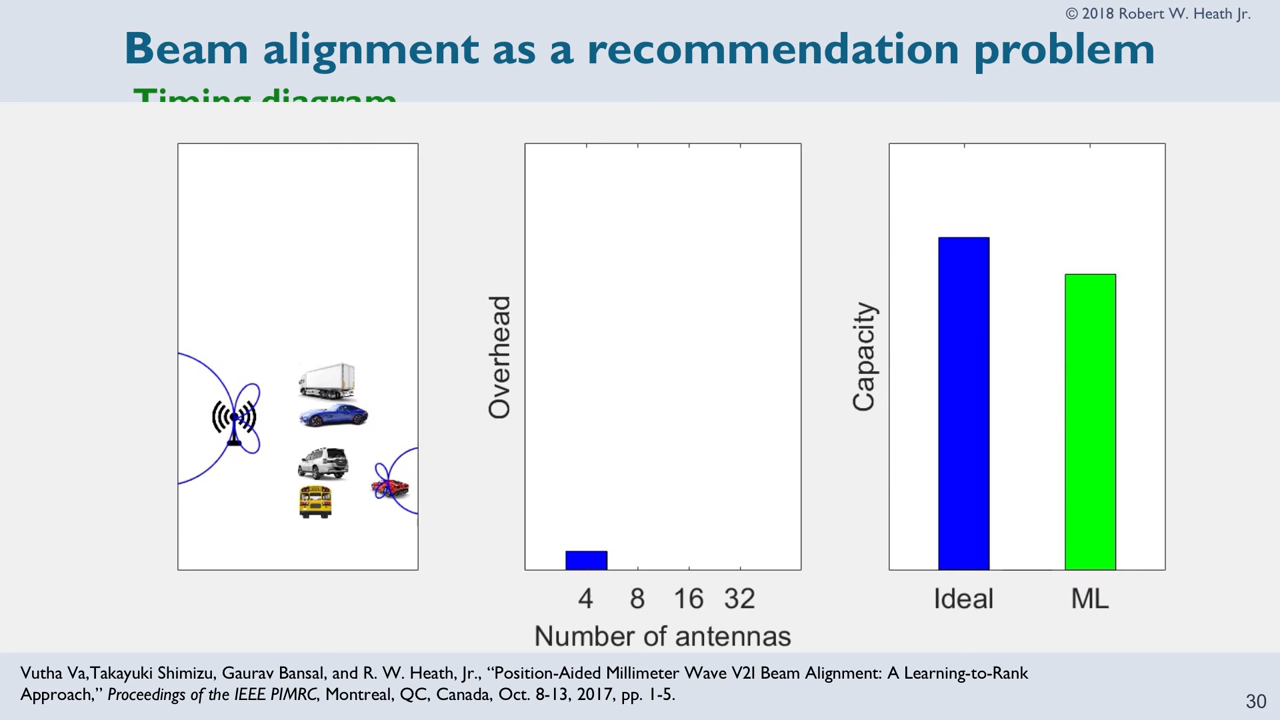 © 2018 Robert W. Heath Jr.
Beam alignment as a recommendation problem
Timing diagram
Overhead
4 8 16 32
Number of antennas
Capacity
Ideal ML
Vutha Va,Takayuki Shimizu, Gaurav Bansal, and R. W. Heath, Jr., “Position-Aided Millimeter Wave V2I Beam Alignment: A Learning-to-Rank
Approach,” Proceedings of the IEEE PIMRC, Montreal, QC, Canada, Oct. 8-13, 2017, pp. 1-5.
30